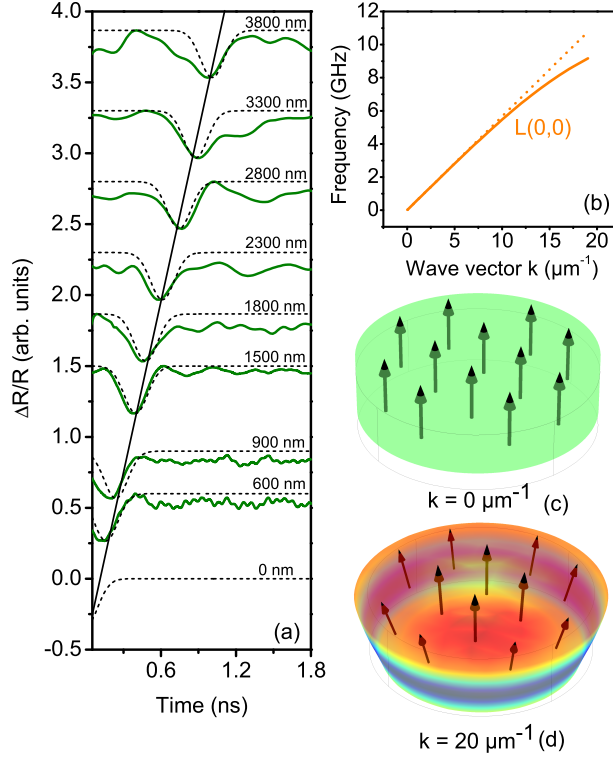 4.0
3.5
3.0
2.5
2.0
1.5
1.0
0.5
0.0
-0.5
ΔR/R (arb. units)
3800 nm
3300 nm
2800 nm
2300 nm
1800 nm
1500 nm
900 nm
600 nm
0 nm
(a)
0.6 1.2 1.8
Time (ns)
12
10
8
6
4
2
0
Frequency (GHz)
L(0,0)
(b)
0 5 10 15 20
Wave vector k (µm⁻¹)
k = 0 µm⁻¹ (c)
k = 20 µm⁻¹ (d)